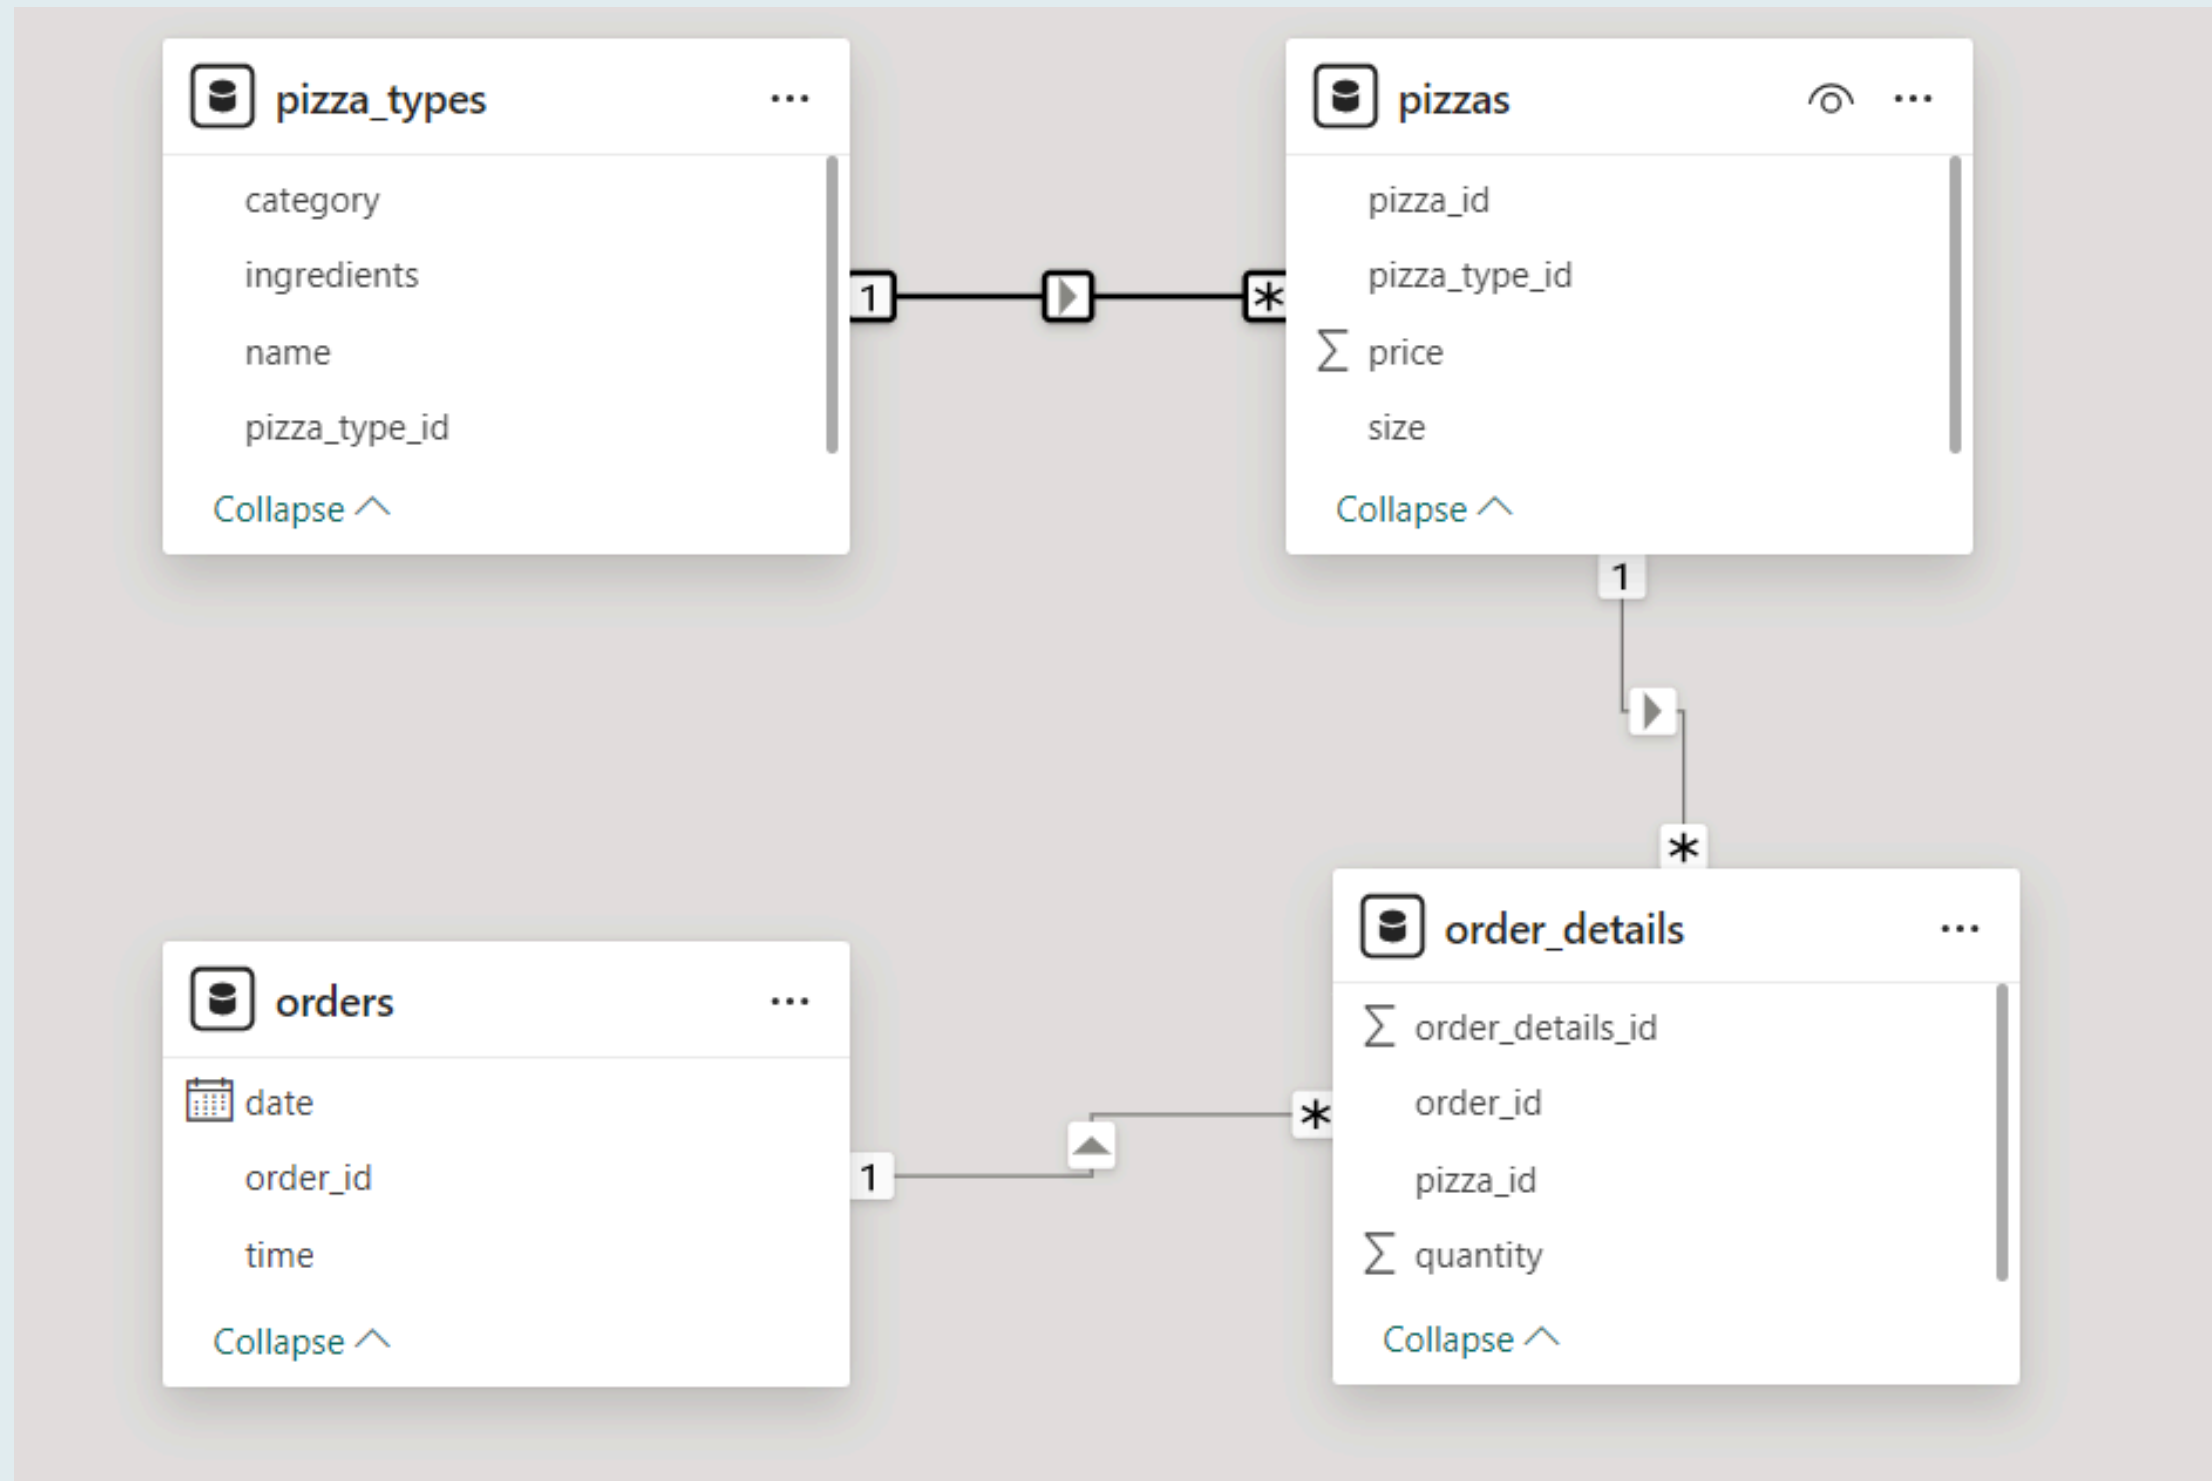 pizza_types
category
ingredients
name
pizza_type_id
Collapse
1
*
pizzas
pizza_id
pizza_type_id
∑ price
size
Collapse
1
*
orders
date
order_id
time
Collapse
1
*
order_details
∑ order_details_id
order_id
pizza_id
∑ quantity
Collapse